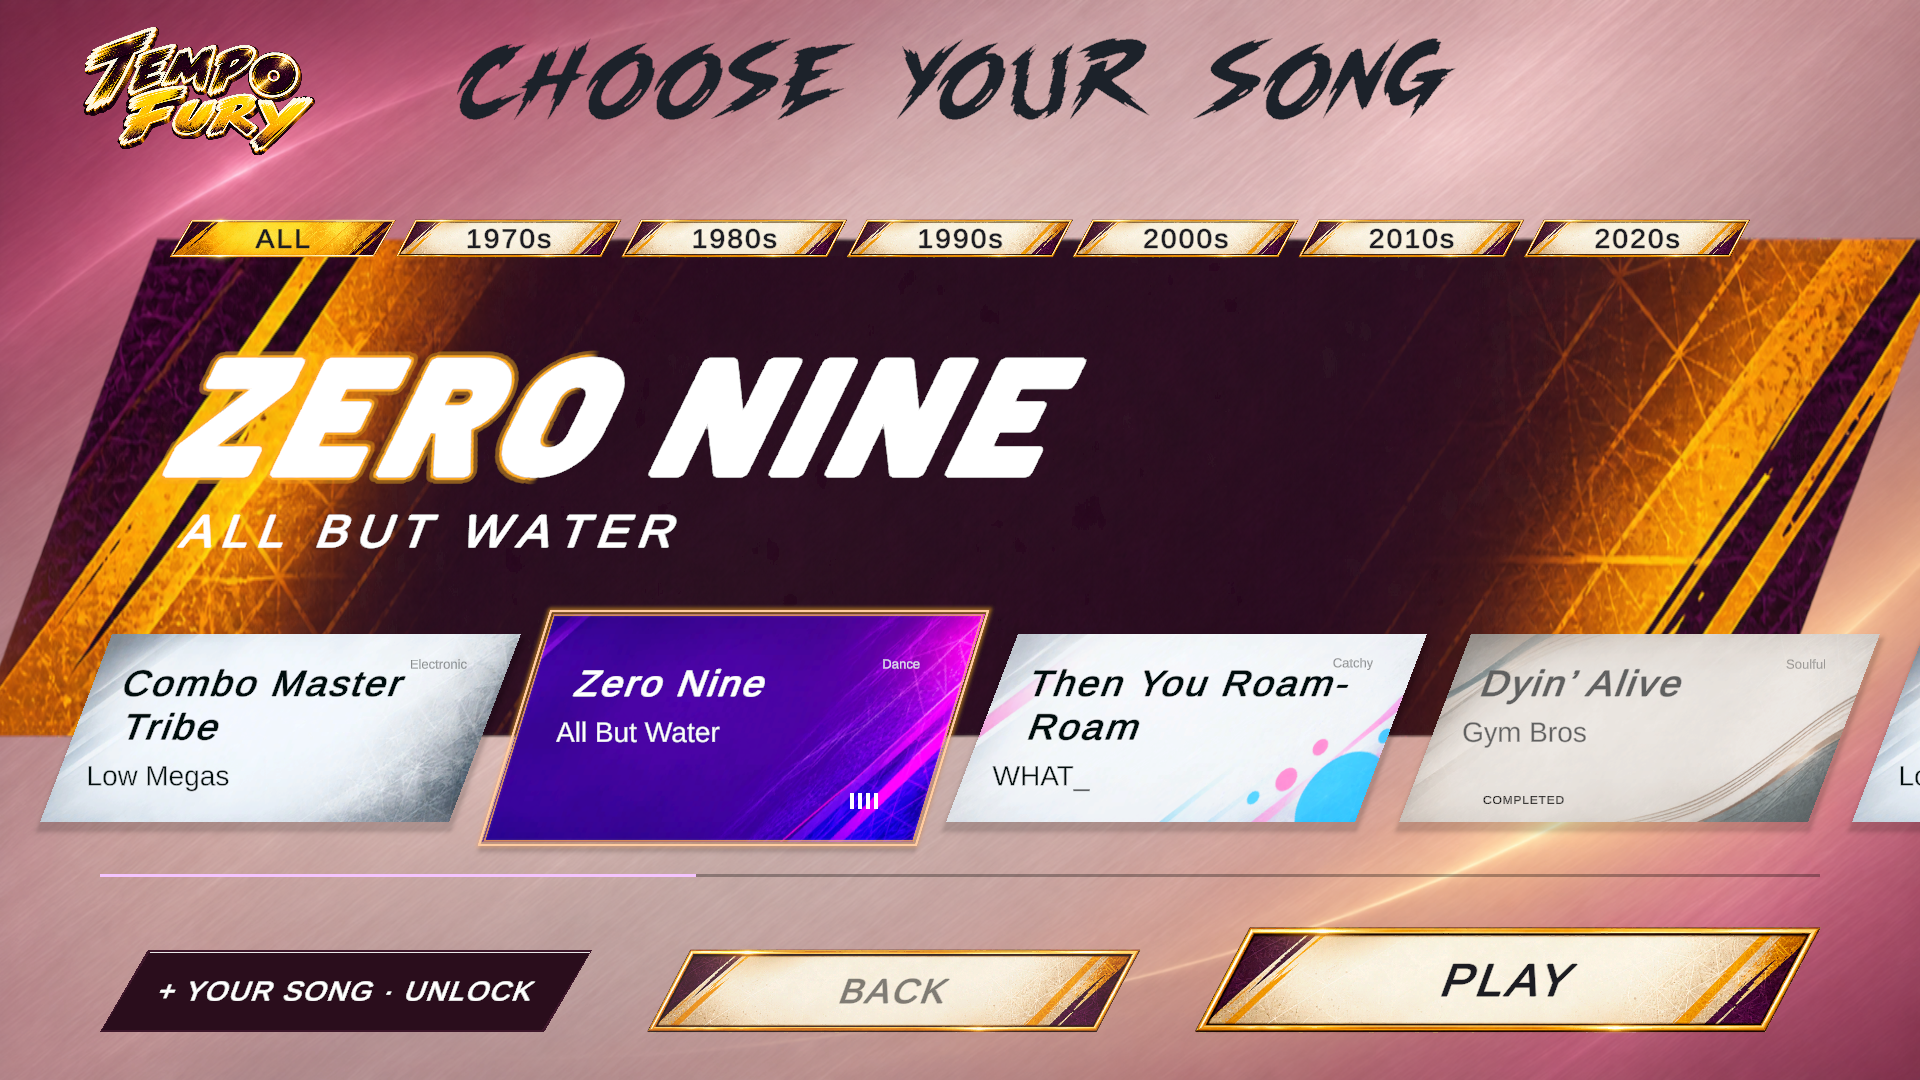 TEMPO
FURY
CHOOSE YOUR SONG
ALL
1970s
1980s
1990s
2000s
2010s
2020s
ZERO NINE
ALL BUT WATER
Electronic
Combo Master
Tribe
Low Megas
Dance
Zero Nine
All But Water
Catchy
Then You Roam-
Roam
WHAT_
Soulful
Dyin’ Alive
Gym Bros
COMPLETED
+ YOUR SONG · UNLOCK
BACK
PLAY